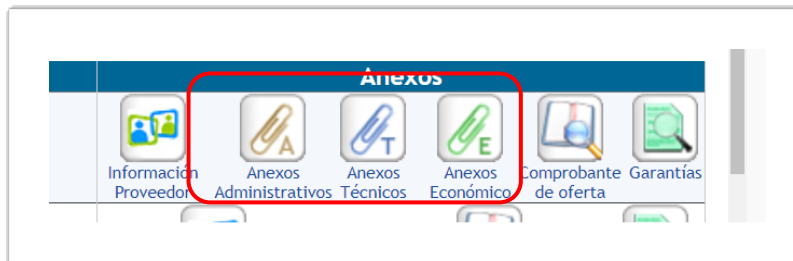 Anexos
A T E
Información Anexos Anexos Anexos Comprobante Garantías
Proveedor Administrativos Técnicos Económico de oferta